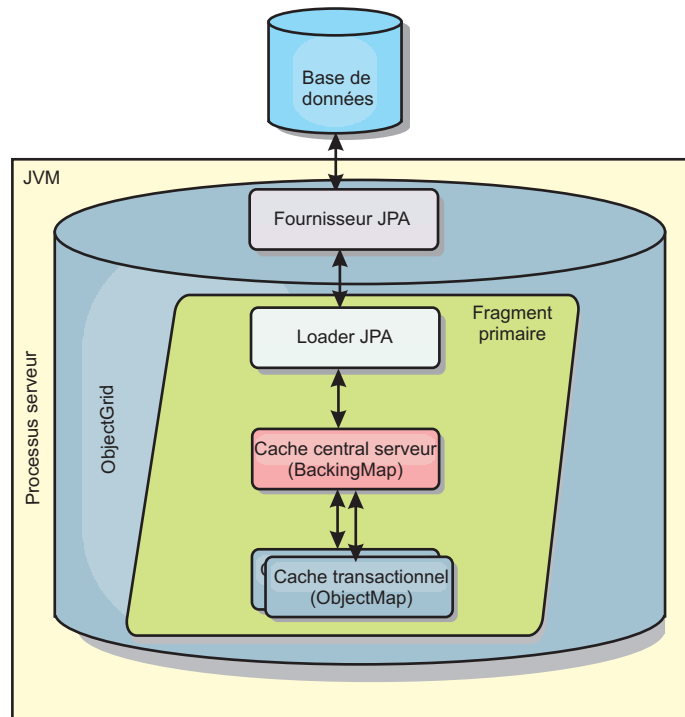 Base de
données
JVM
Fournisseur JPA
Fragment
primaire
Loader JPA
Processus serveur
ObjectGrid
Cache central serveur
(BackingMap)
Cache transactionnel
(ObjectMap)